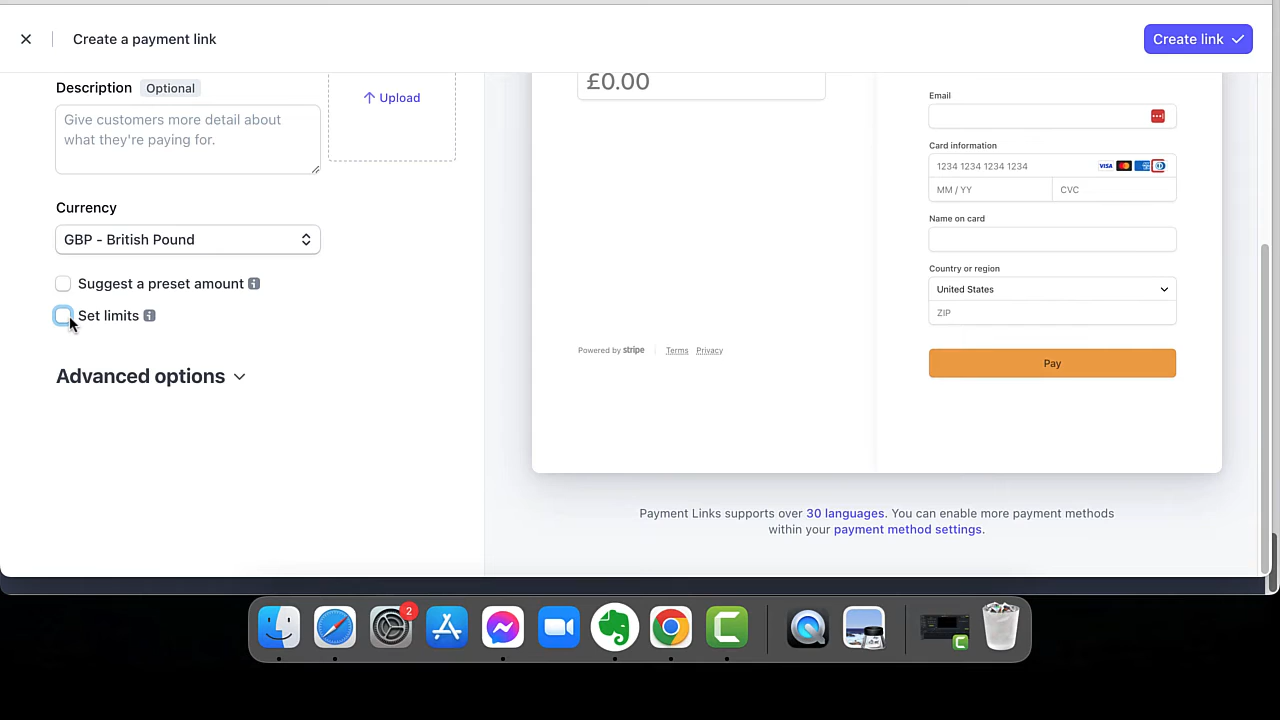 Create a payment link
Create link
Description Optional
Give customers more detail about
what they're paying for.
Upload
Currency
GBP - British Pound
Suggest a preset amount
Set limits
Advanced options
£0.00
Powered by stripe
Terms Privacy
Email
Card information
1234 1234 1234 1234
VISA
MM / YY
CVC
Name on card
Country or region
United States
ZIP
Pay
Payment Links supports over 30 languages. You can enable more payment methods
within your payment method settings.
2